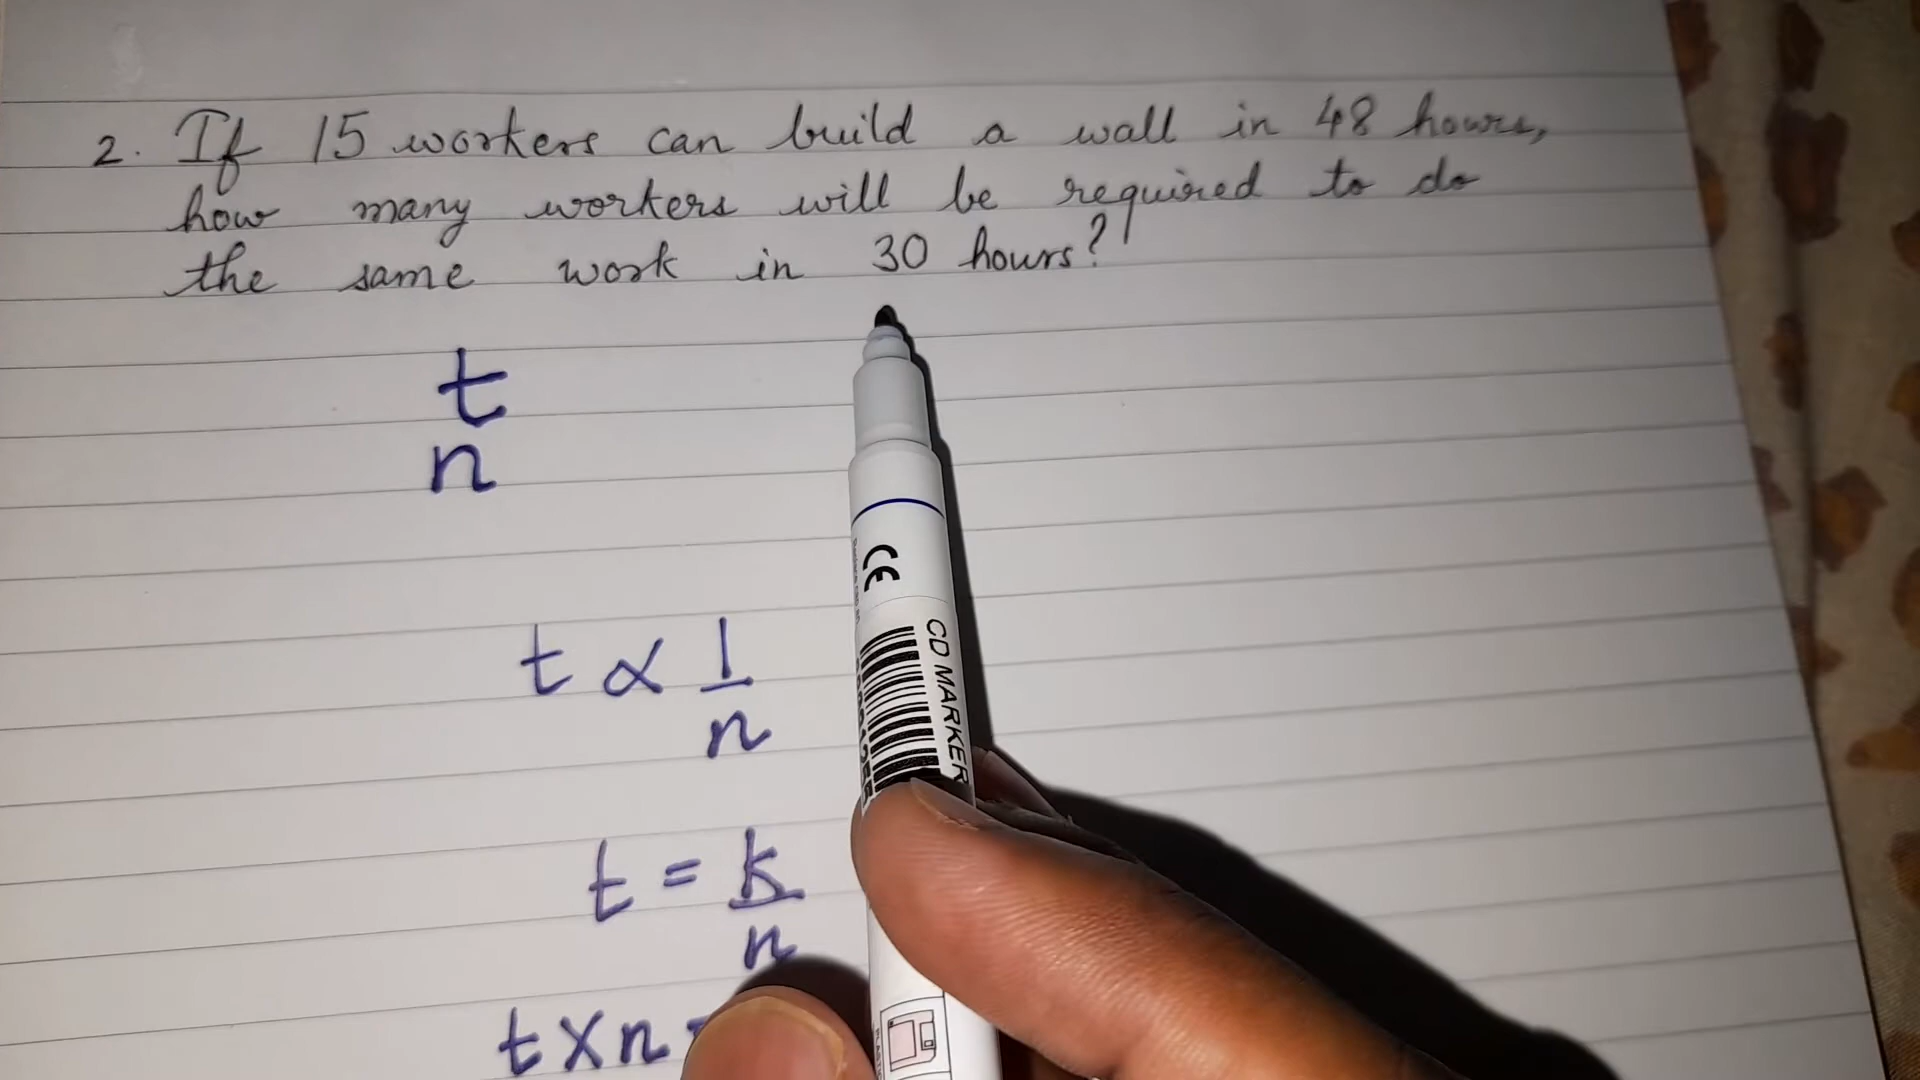 2. If 15 workers can build a wall in 48 hours,
how many workers will be required to do
the same work in 30 hours?
t
n
t ∝ 1/n
t = k/n
t x n
CE
CD MARKER